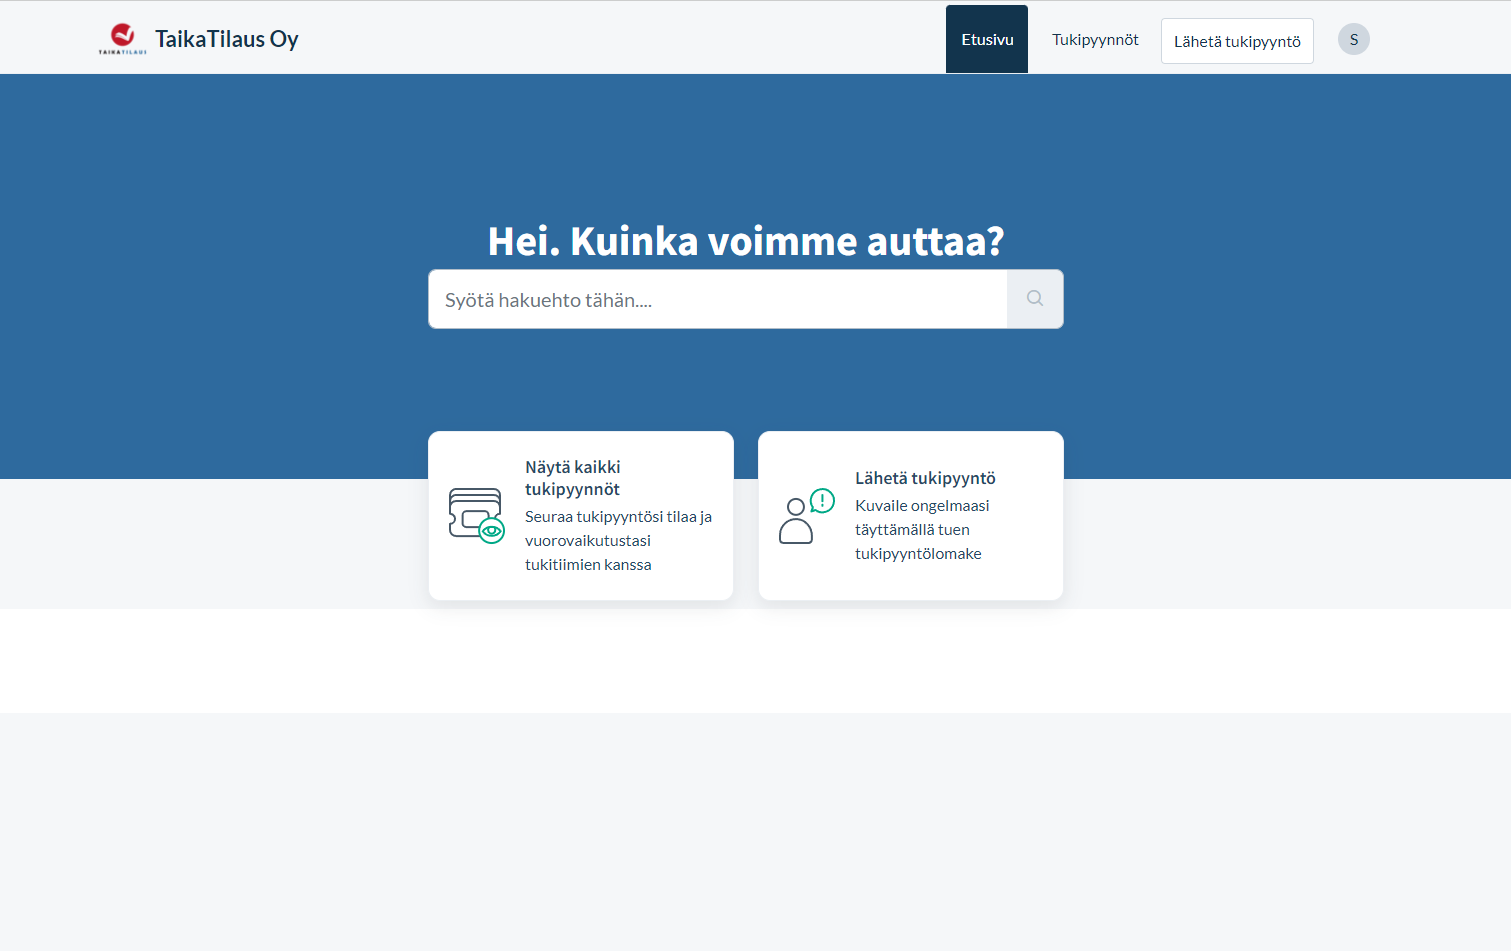 TAIKATILAUS
TaikaTilaus Oy
Etusivu
Tukipyynnöt
Lähetä tukipyyntö
S
Hei. Kuinka voimme auttaa?
Syötä hakuehto tähän....
Näytä kaikki
tukipyynnöt
Seuraa tukipyyntösi tilaa ja
vuorovaikutustasi
tukitiimien kanssa
Lähetä tukipyyntö
Kuvaile ongelmaasi
täyttämällä tuen
tukipyyntölomake